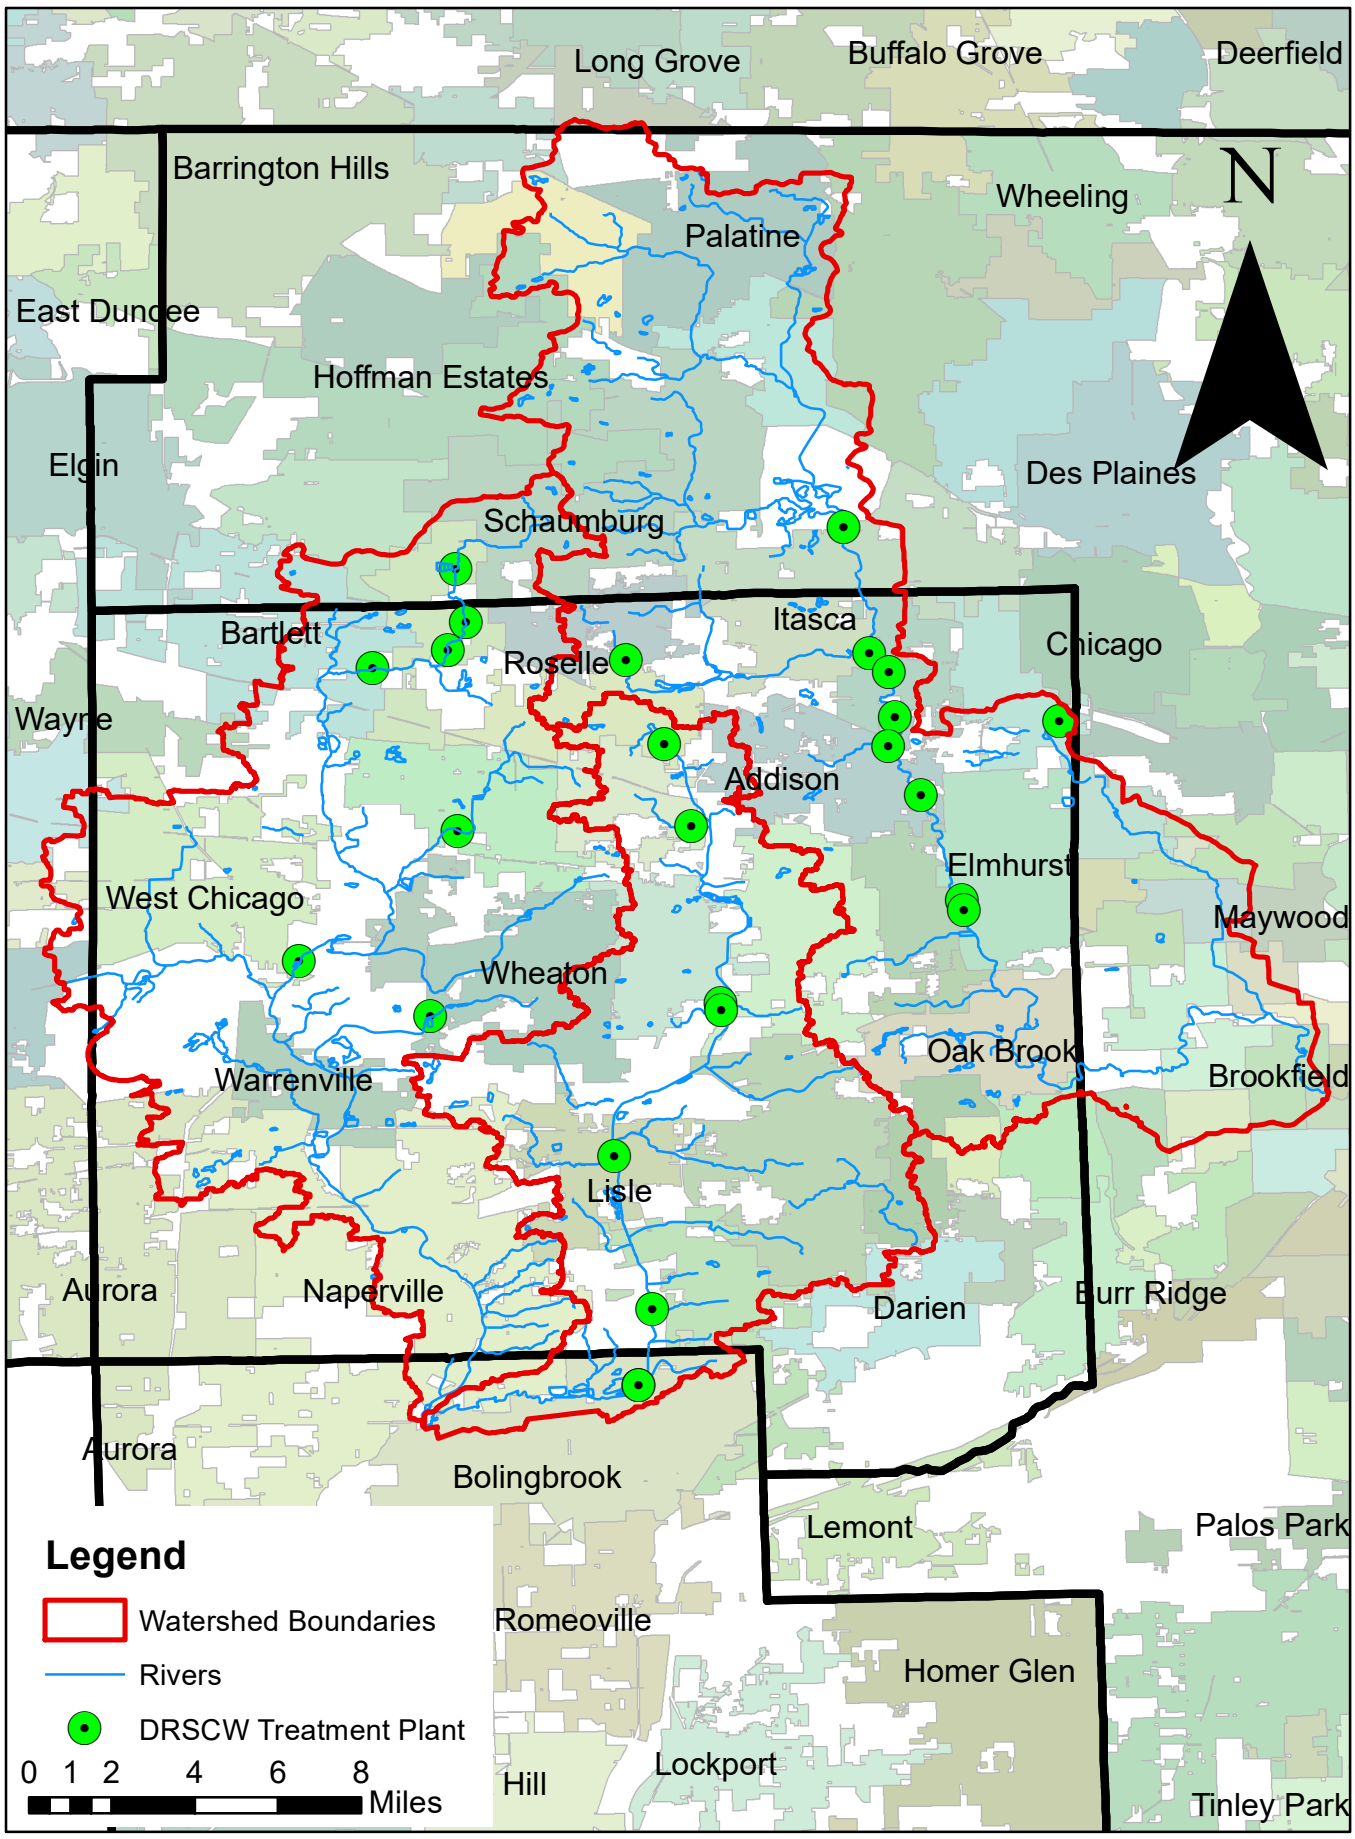 Long Grove
Buffalo Grove
Deerfield
Barrington Hills
N
Wheeling
Palatine
East Dundee
Hoffman Estates
Elgin
Des Plaines
Schaumburg
Itasca
Bartlett
Chicago
Roselle
Wayne
Addison
Elmhurst
West Chicago
Maywood
Wheaton
Oak Brook
Warrenville
Brookfield
Lisle
Aurora
Naperville
Burr Ridge
Darien
Aurora
Bolingbrook
Lemont
Palos Park
Legend
Watershed Boundaries
Romeoville
Rivers
Homer Glen
DRSCW Treatment Plant
Lockport
0 1 2 4 6 8
Miles
Hill
Tinley Park